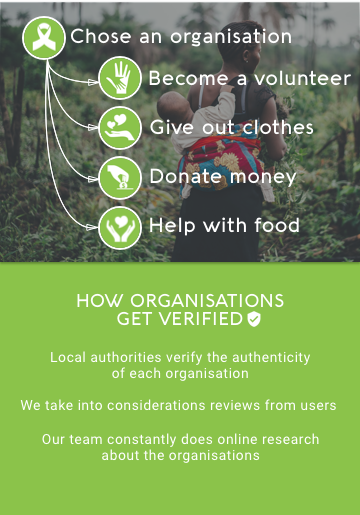 Chose an organisation
Become a volunteer
Give out clothes
Donate money
Help with food
HOW ORGANISATIONS
GET VERIFIED
Local authorities verify the authenticity
of each organisation
We take into considerations reviews from users
Our team constantly does online research
about the organisations